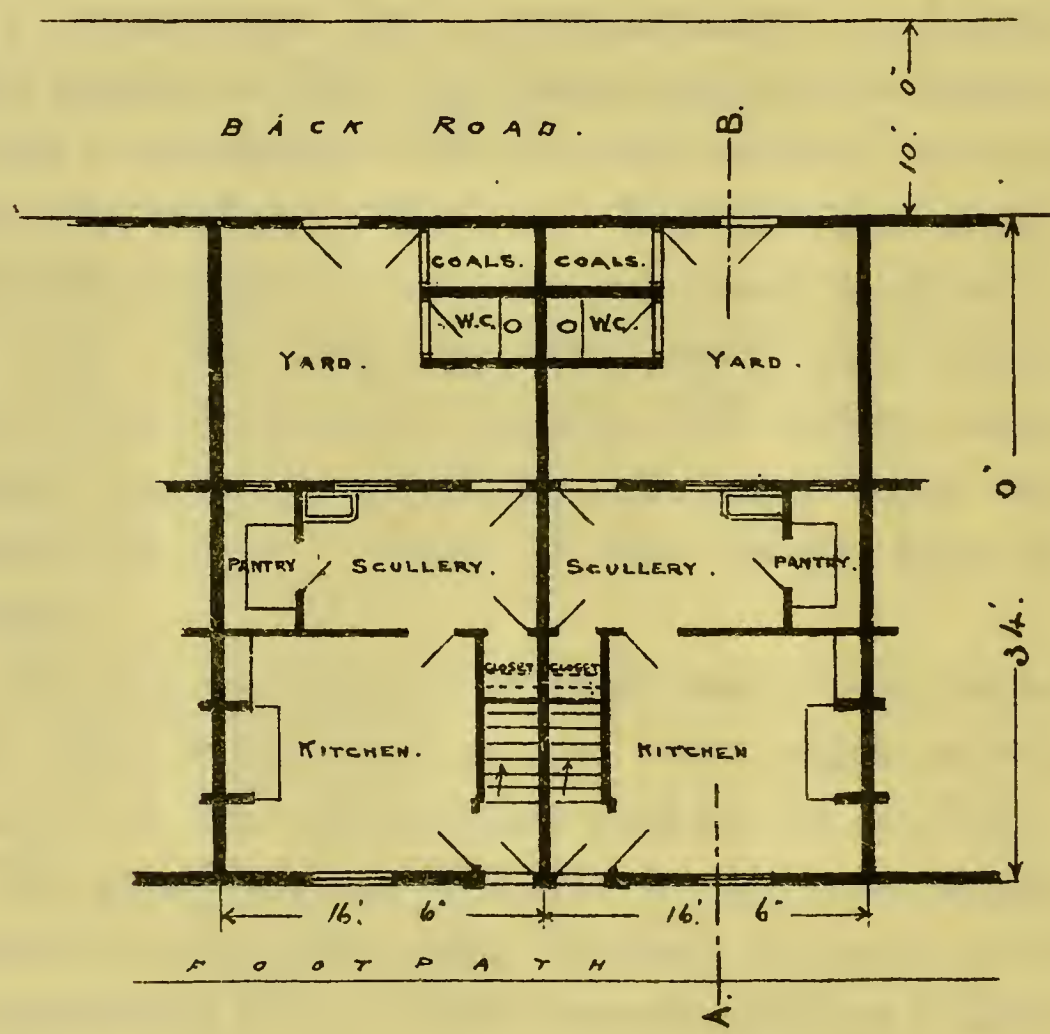 10' 0"
BACK ROAD.
B.
COALS. COALS.
W.C. W.C.
YARD. YARD.
34' 0"
PANTRY SCULLERY. SCULLERY. PANTRY.
CLOSET CLOSET
KITCHEN. KITCHEN
16' 6" 16' 6"
FOOTPATH
A.